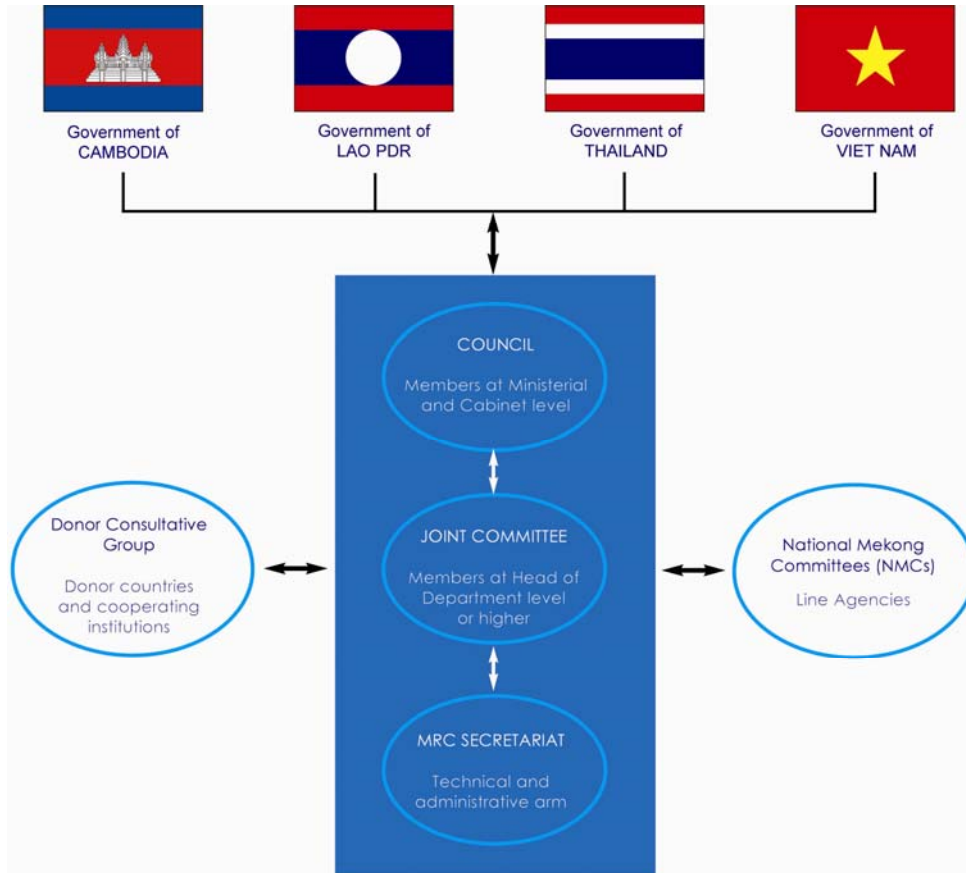 Government of
CAMBODIA
Government of
LAO PDR
Government of
THAILAND
Government of
VIET NAM
COUNCIL
Members at Ministerial
and Cabinet level
Donor Consultative
Group
Donor countries
and cooperating
institutions
JOINT COMMITTEE
Members at Head of
Department level
or higher
National Mekong
Committees (NMCs)
Line Agencies
MRC SECRETARIAT
Technical and
administrative arm